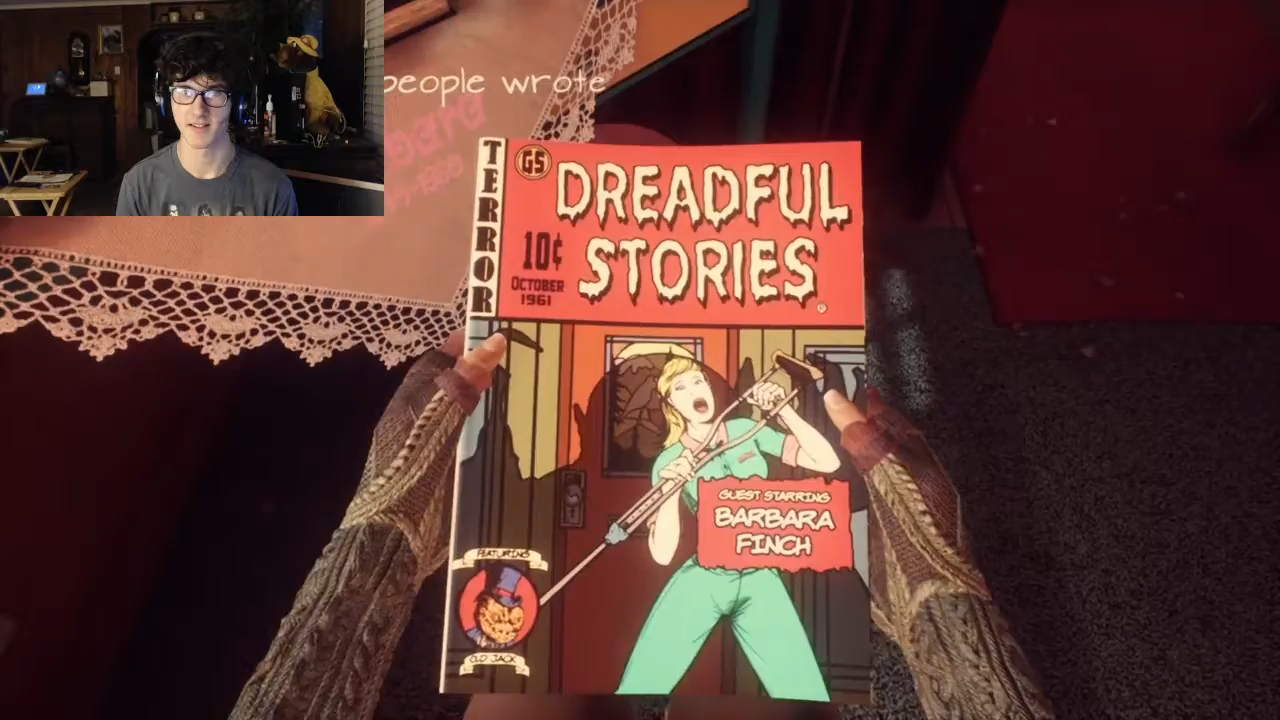 people wrote
TERROR
GS
DREADFUL
STORIES
10¢
OCTOBER
1961
GUEST STARRING
BARBARA
FINCH
FEATURING
OLD JACK